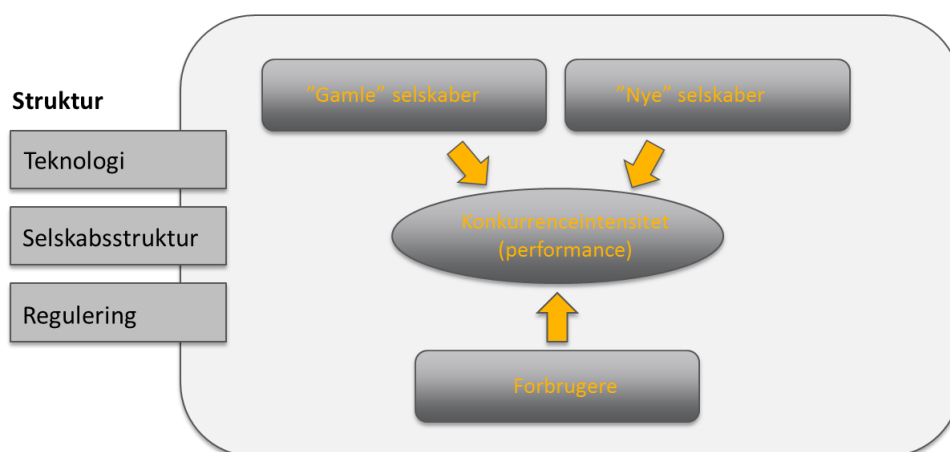 Struktur
Teknologi
Selskabsstruktur
Regulering
”Gamle” selskaber
”Nye” selskaber
Konkurrenceintensitet
(performance)
Forbrugere